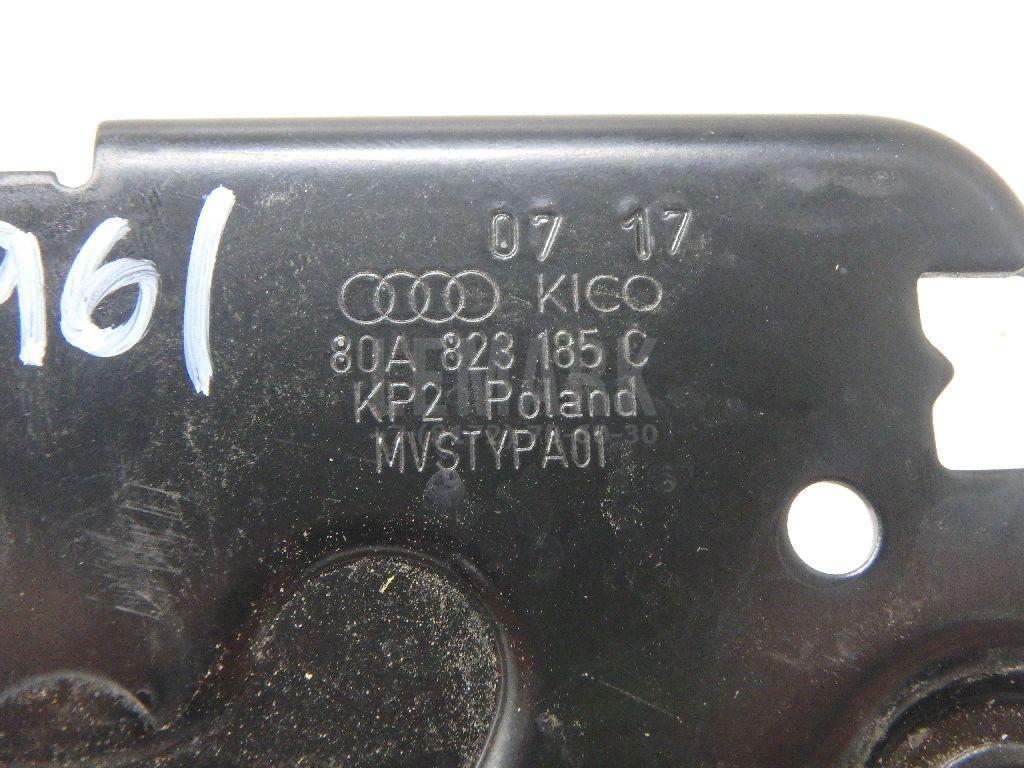 07 17
KICO
80A 823 185 C
KP2 Poland
MVSTYPA01
961